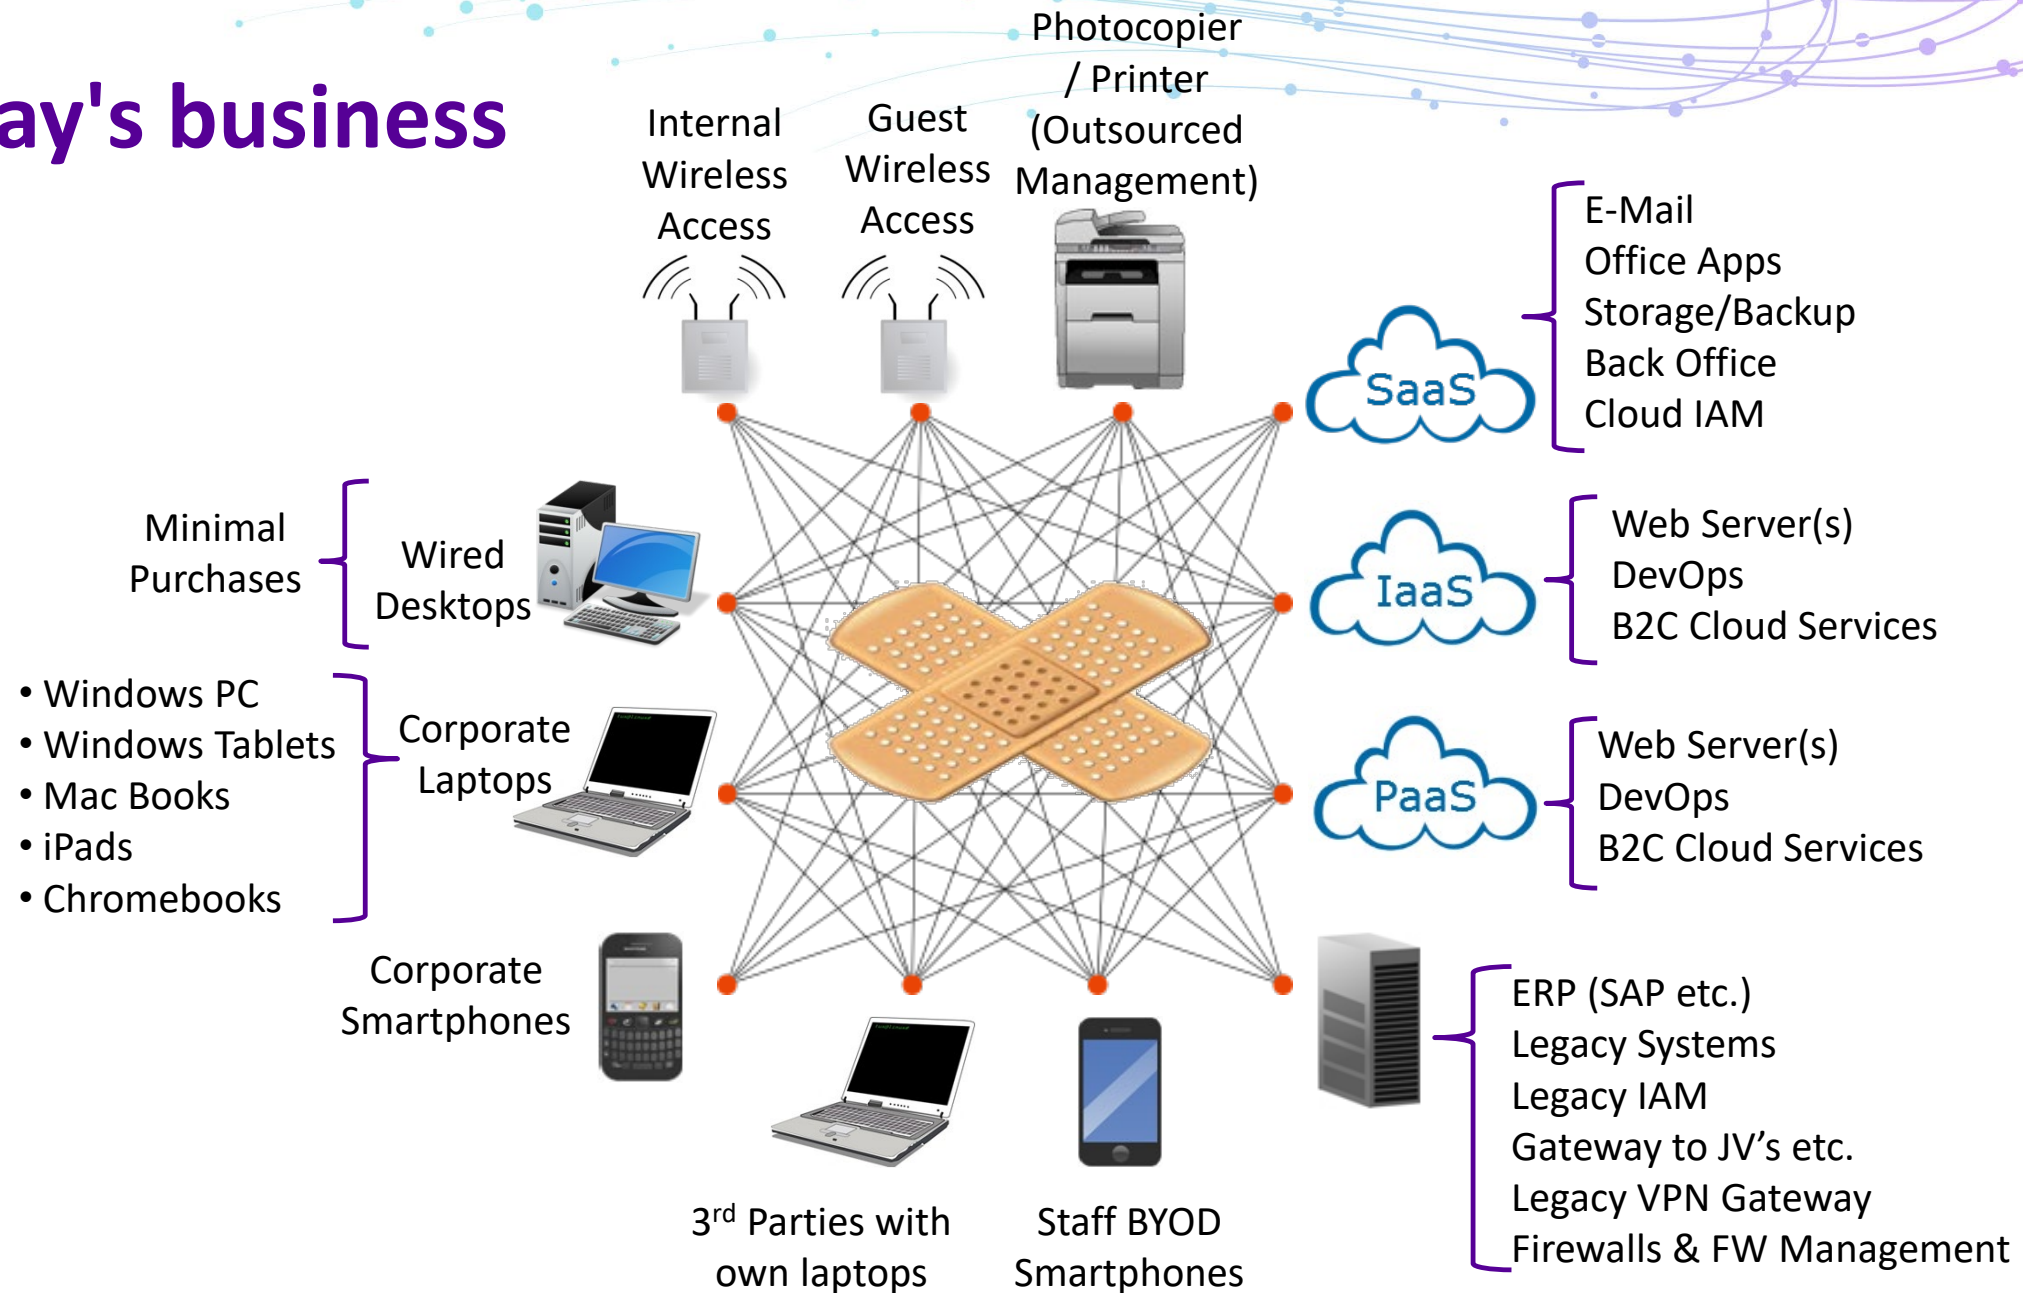 ay's business
Photocopier
/ Printer
(Outsourced
Management)
Internal
Wireless
Access
Guest
Wireless
Access
E-Mail
Office Apps
Storage/Backup
Back Office
Cloud IAM
SaaS
Minimal
Purchases
Wired
Desktops
IaaS
Web Server(s)
DevOps
B2C Cloud Services
• Windows PC
• Windows Tablets
• Mac Books
• iPads
• Chromebooks
Corporate
Laptops
PaaS
Web Server(s)
DevOps
B2C Cloud Services
Corporate
Smartphones
ERP (SAP etc.)
Legacy Systems
Legacy IAM
Gateway to JV’s etc.
Legacy VPN Gateway
Firewalls & FW Management
3rd Parties with
own laptops
Staff BYOD
Smartphones